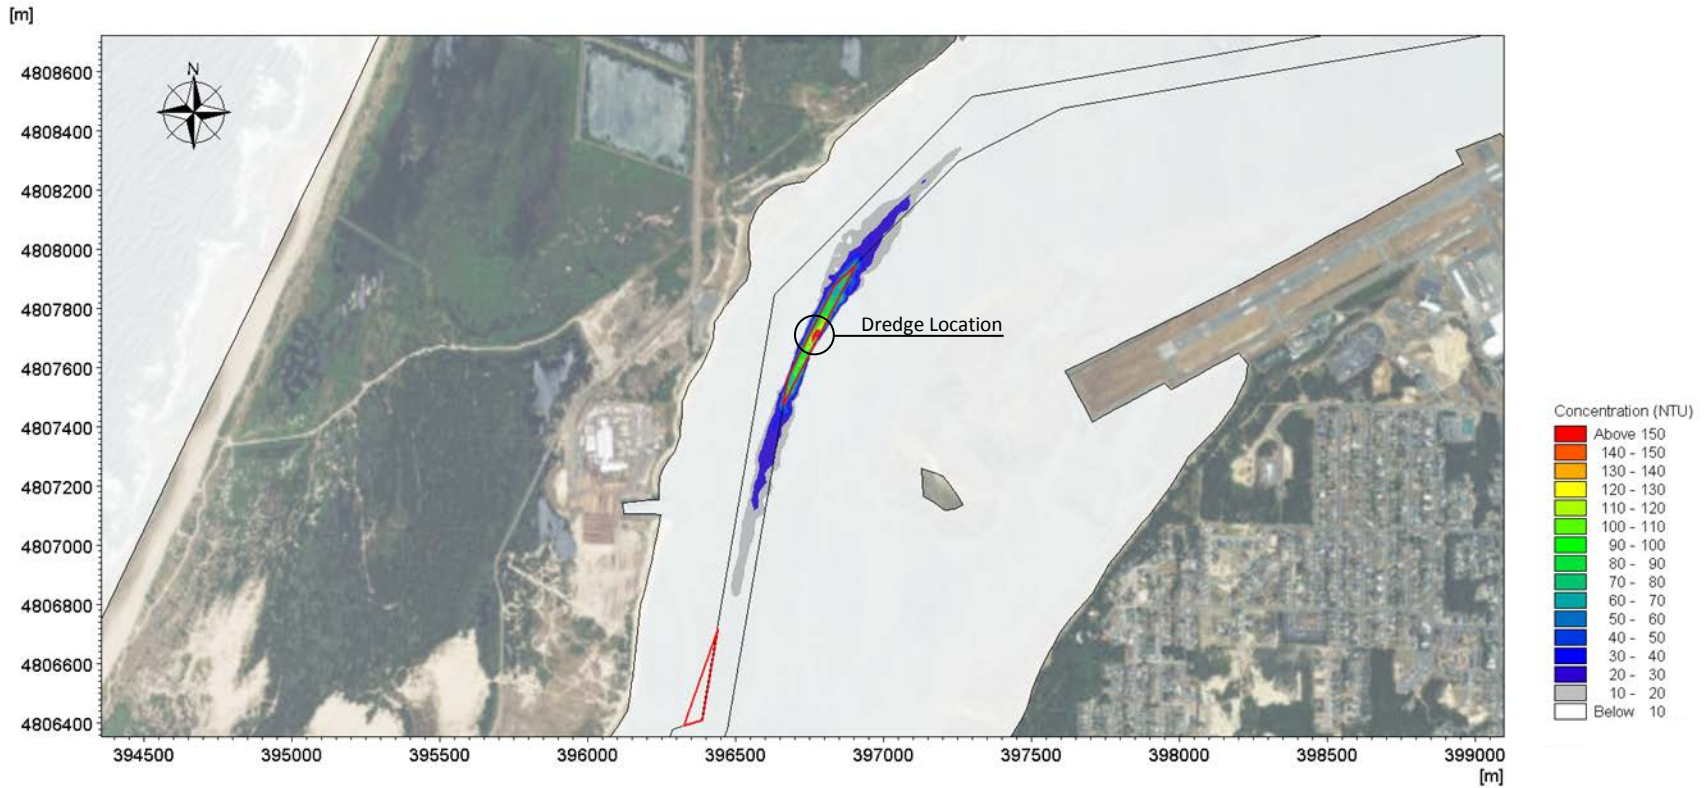 [m]
N
4808600
4808400
4808200
4808000
4807800
4807600
4807400
4807200
4807000
4806800
4806600
4806400
Dredge Location
394500 395000 395500 396000 396500 397000 397500 398000 398500 399000
[m]
Concentration (NTU)
Above 150
140 - 150
130 - 140
120 - 130
110 - 120
100 - 110
90 - 100
80 - 90
70 - 80
60 - 70
50 - 60
40 - 50
30 - 40
20 - 30
10 - 20
Below 10